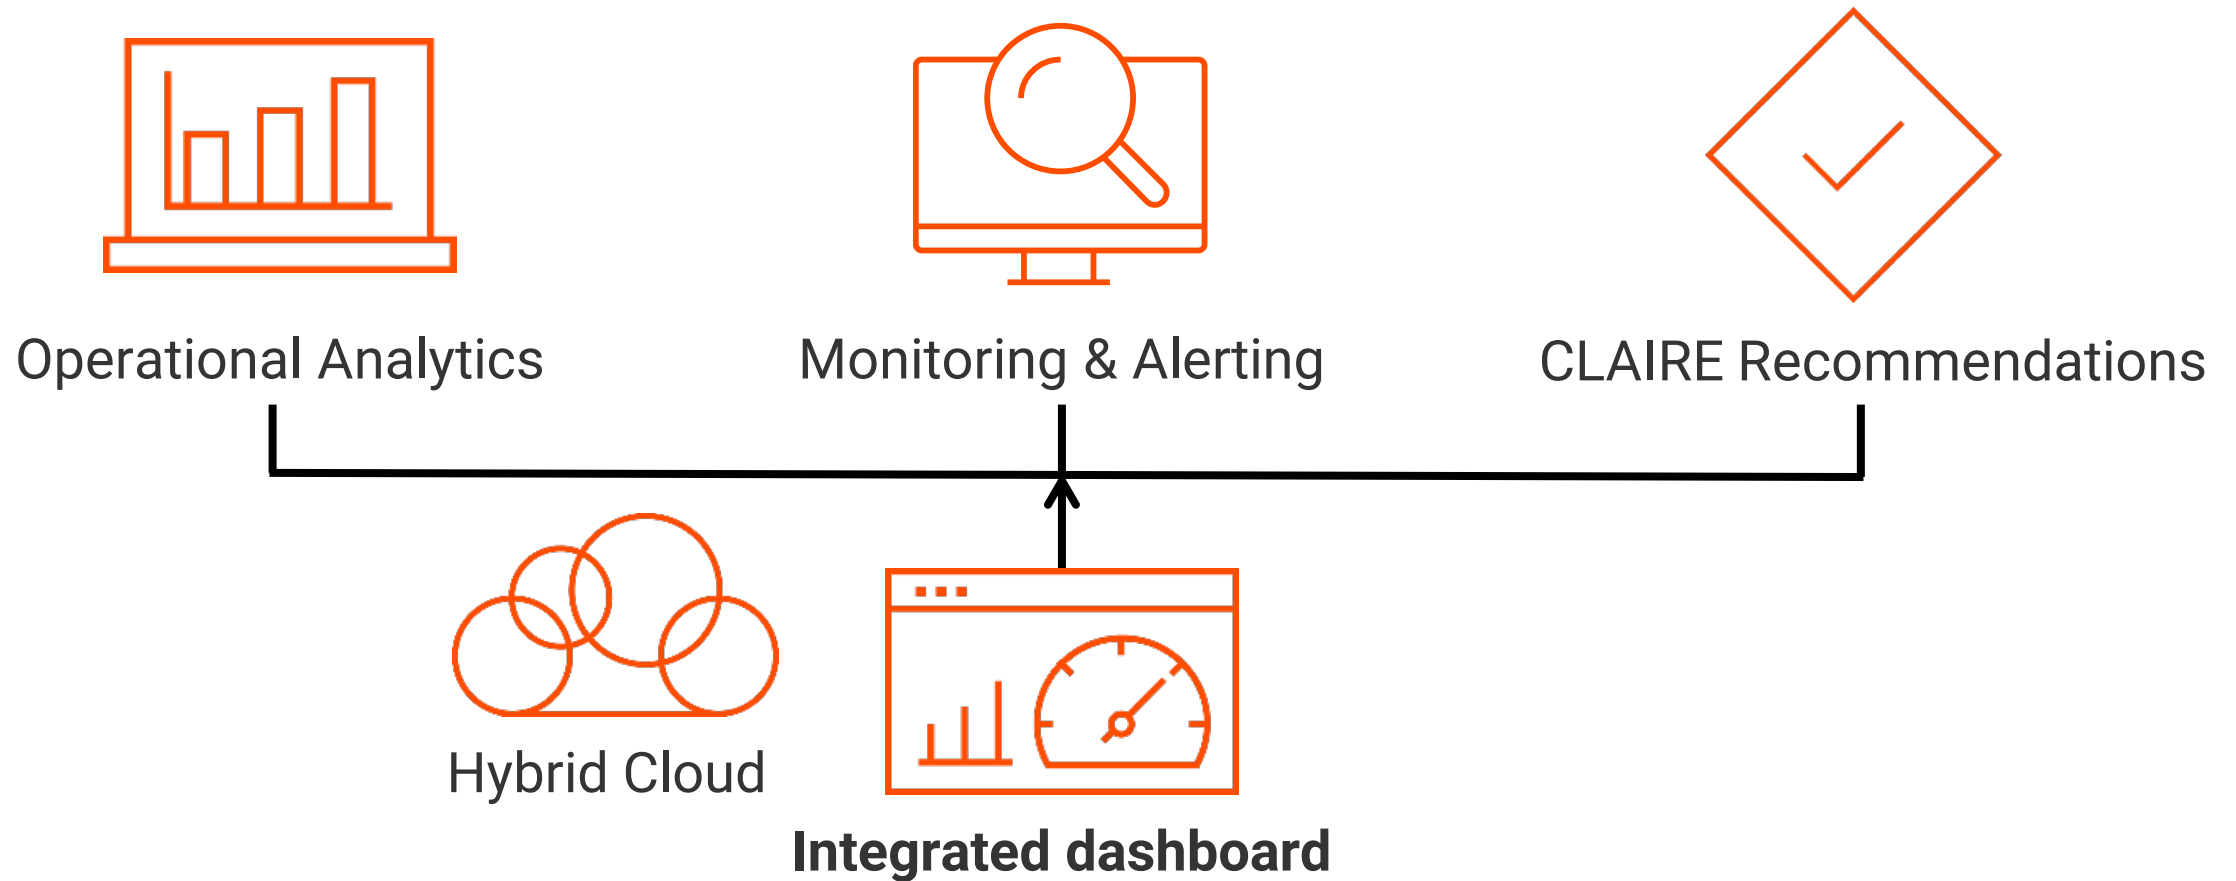 Operational Analytics
Monitoring & Alerting
CLAIRE Recommendations
Hybrid Cloud
Integrated dashboard